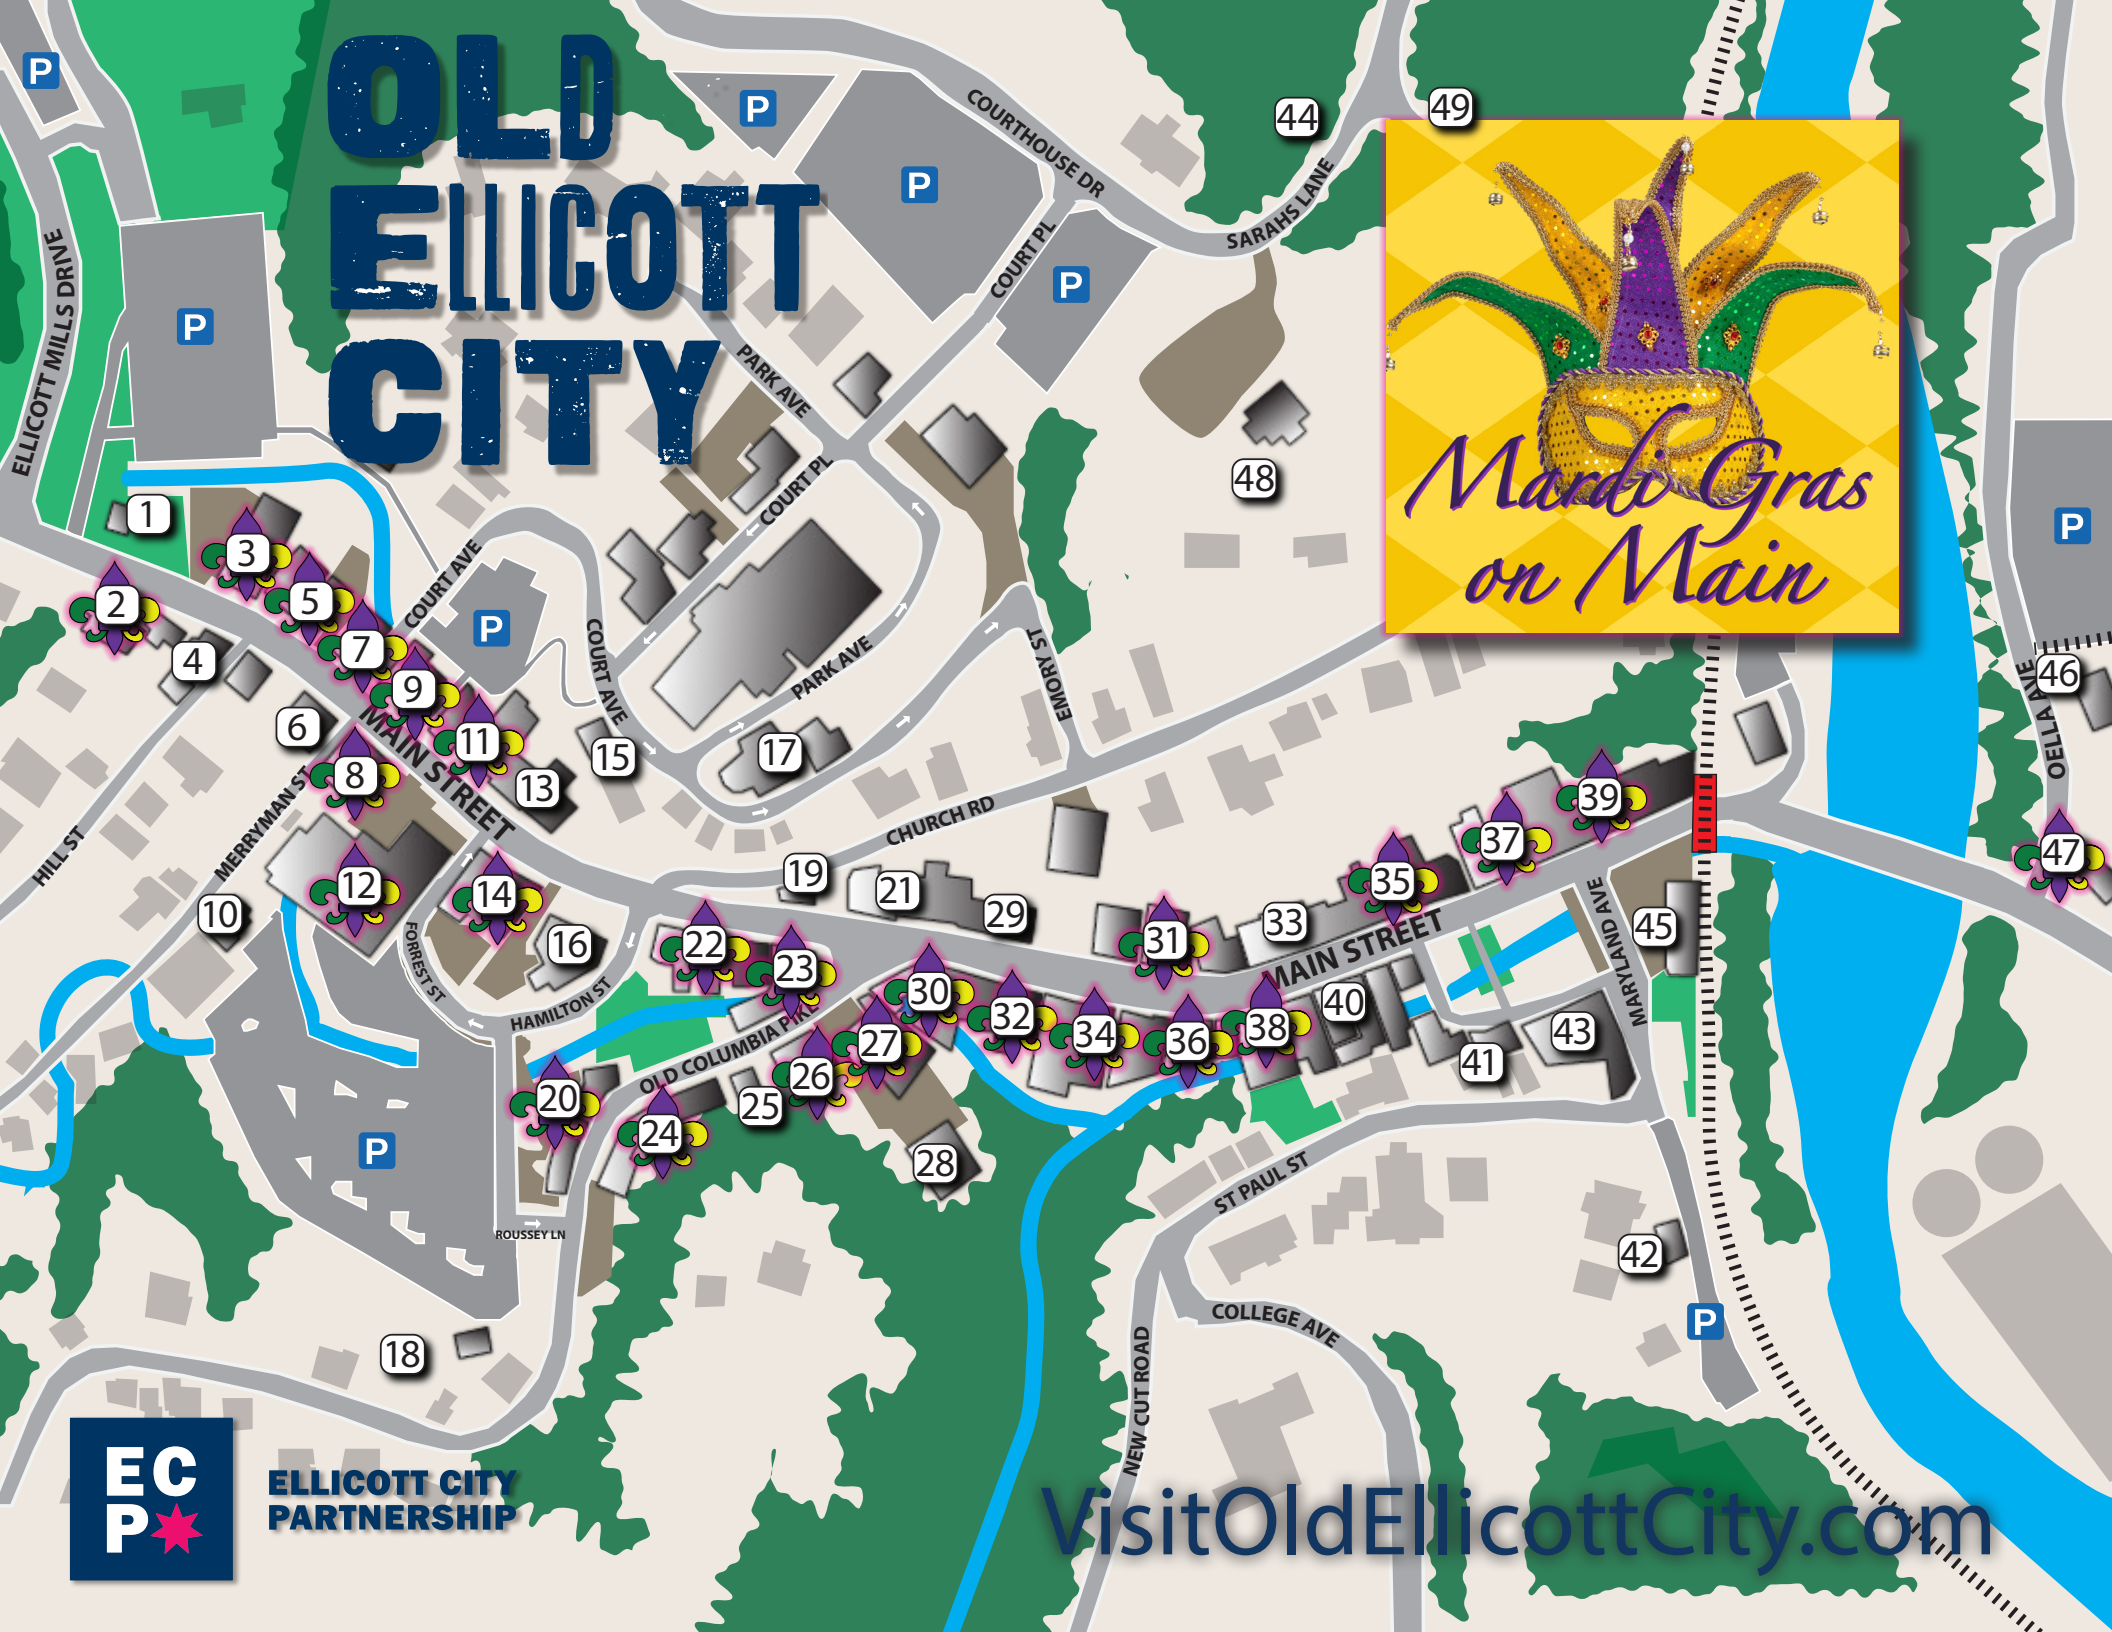 OLD
ELLICOTT
CITY
Mardi Gras
on Main
P
P
P
P
P
P
P
P
P
COURTHOUSE DR
SARAHS LANE
COURT PL
ELLICOTT MILLS DRIVE
PARK AVE
COURT PL
COURT AVE
COURT AVE
PARK AVE
EMORY ST
CHURCH RD
MAIN STREET
MERRYMAN ST
HILL ST
FORREST ST
HAMILTON ST
OLD COLUMBIA PIKE
ROUSSEY LN
MAIN STREET
MARYLAND AVE
OELLA AVE
ST PAUL ST
COLLEGE AVE
NEW CUT ROAD
44
49
48
1
3
2
5
7
4
9
6
11
8
15
17
13
46
12
10
14
16
19
21
29
22
23
30
31
33
35
37
39
47
45
32
34
36
38
40
41
43
27
26
25
20
24
28
42
18
EC
P
ELLICOTT CITY
PARTNERSHIP
VisitOldEllicottCity.com